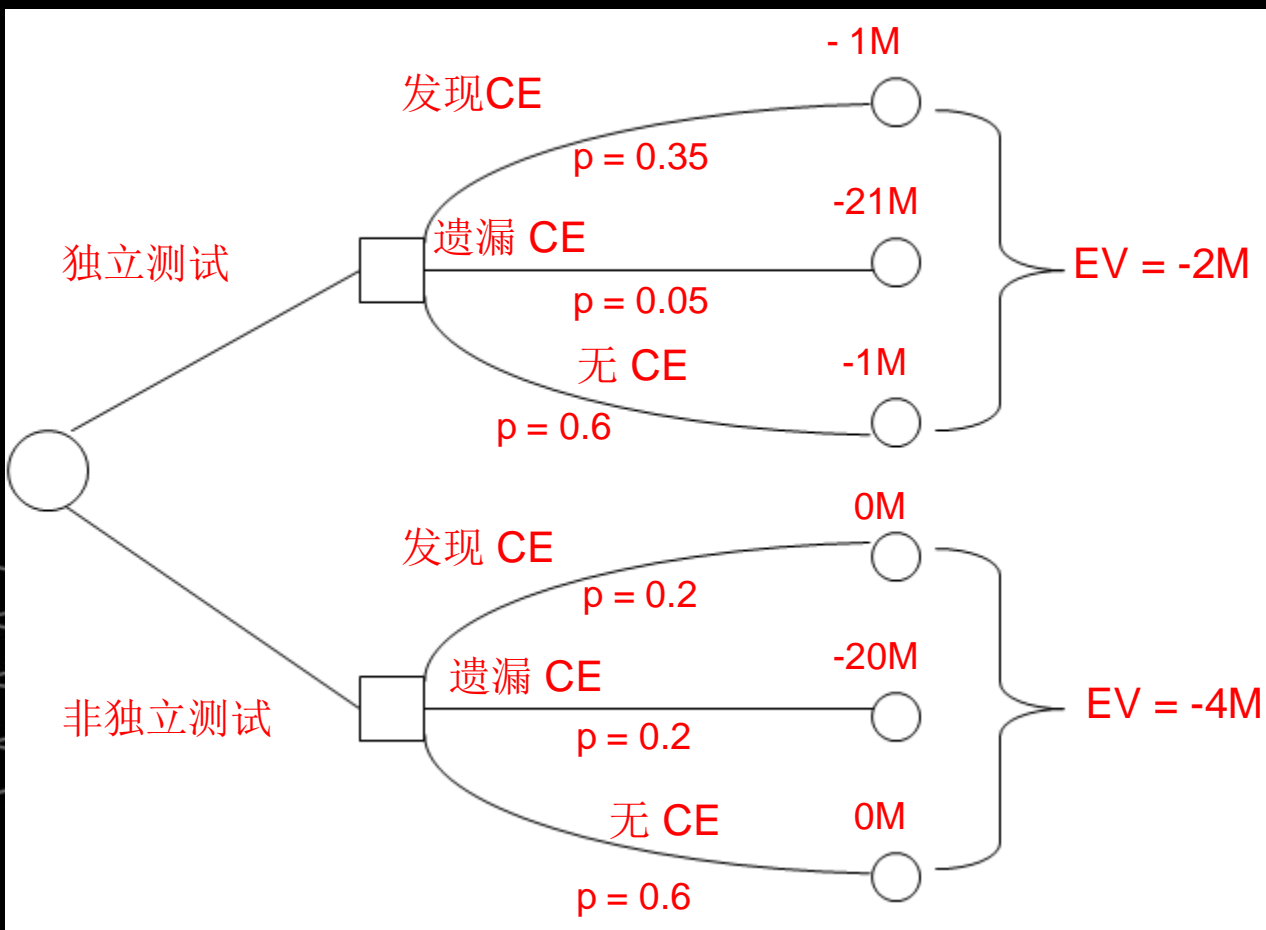 - 1M
发现CE
p = 0.35
-21M
遗漏 CE
独立测试
EV = -2M
p = 0.05
无 CE
-1M
p = 0.6
0M
发现 CE
p = 0.2
-20M
遗漏 CE
非独立测试
EV = -4M
p = 0.2
无 CE
0M
p = 0.6